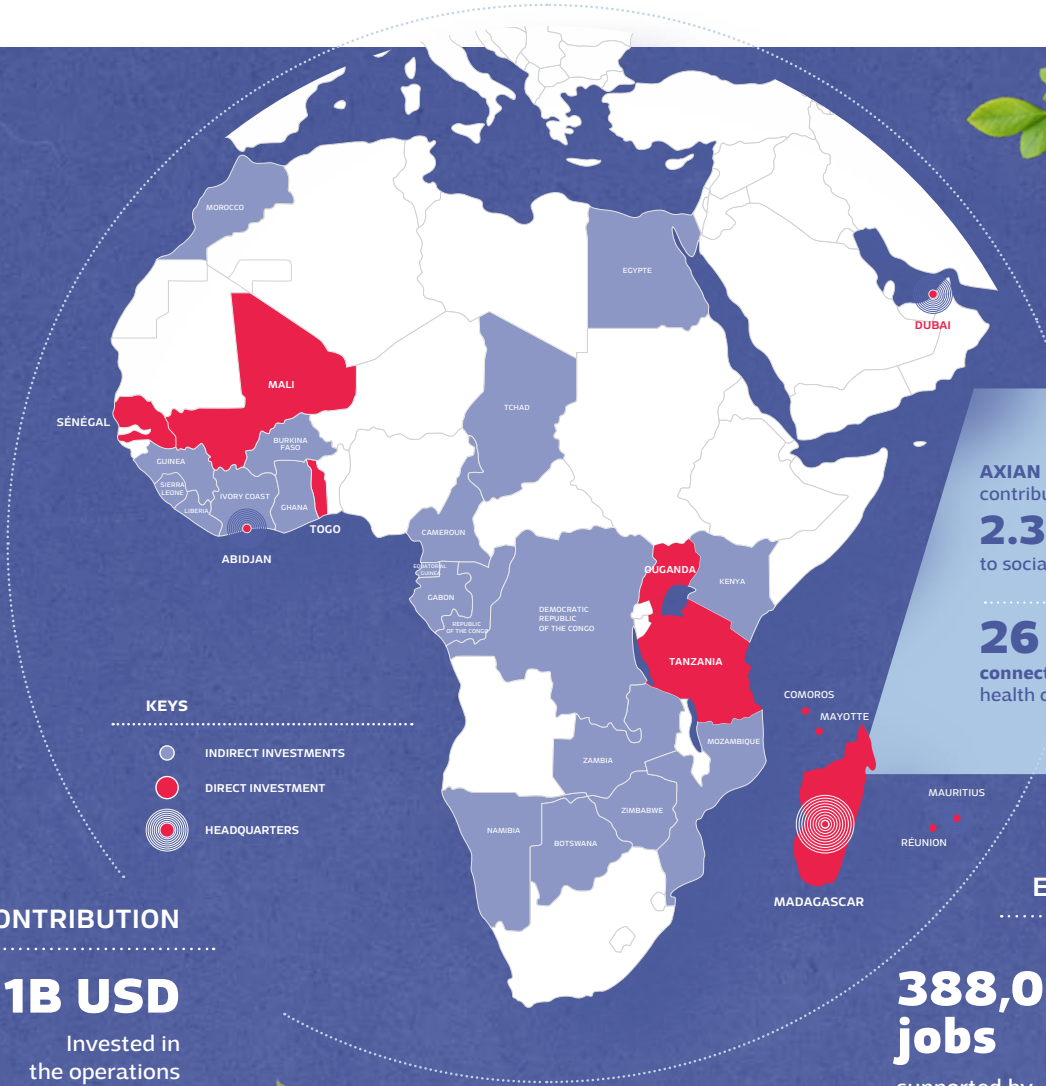 MOROCCO
EGYPTE
DUBAI
MALI
TCHAD
SÉNÉGAL
BURKINA
FASO
GUINEA
SIERRA
LEONE
IVORY COAST
LIBERIA
GHANA
TOGO
ABIDJAN
CAMEROUN
EQUATORIAL
GUINEA
GABON
REPUBLIC
OF THE CONGO
DEMOCRATIC
REPUBLIC
OF THE CONGO
OUGANDA
KENYA
TANZANIA
COMOROS
MAYOTTE
MOZAMBIQUE
ZAMBIA
ZIMBABWE
NAMIBIA
BOTSWANA
MAURITIUS
RÉUNION
MADAGASCAR
AXIAN
contribu
2.3
to socia
26
connect
health c
KEYS
INDIRECT INVESTMENTS
DIRECT INVESTMENT
HEADQUARTERS
ONTRIBUTION
1B USD
Invested in
the operations
E
388,0
jobs